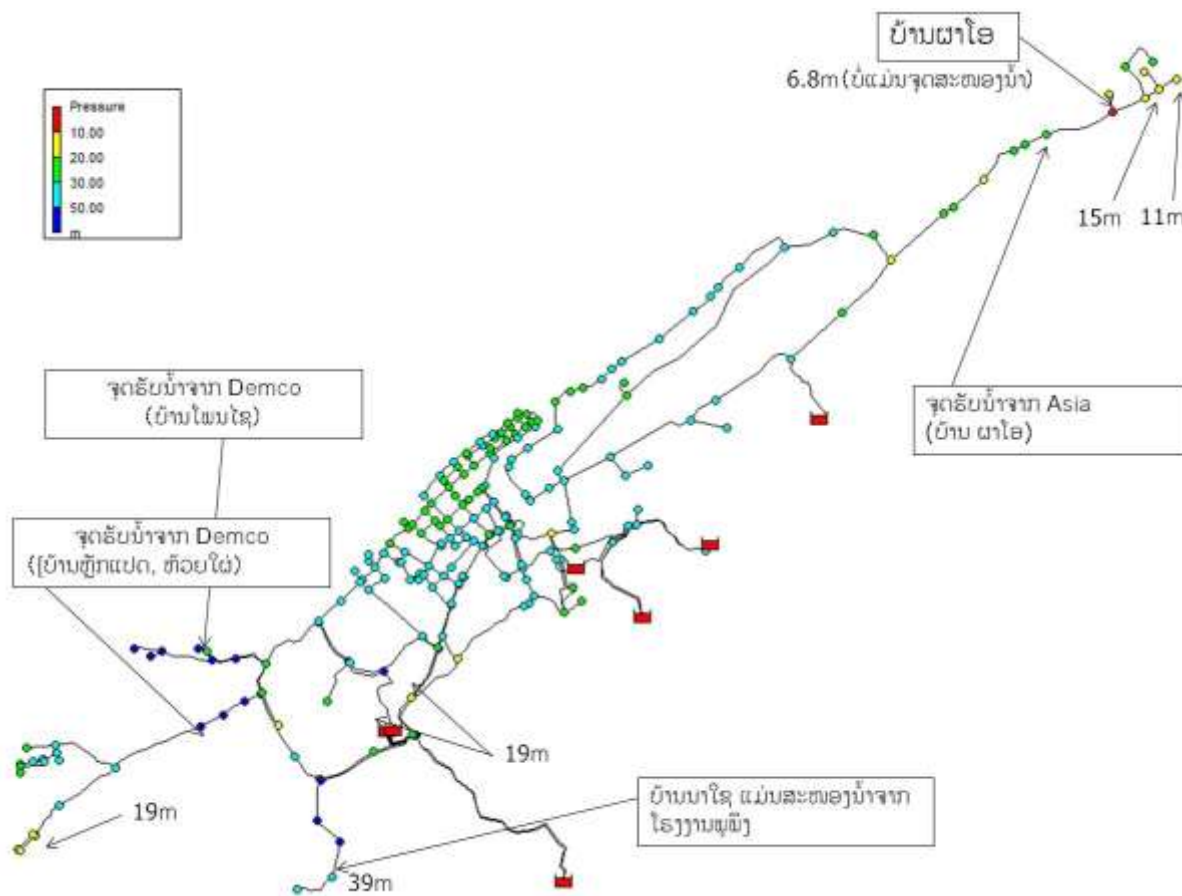 ບ້ານຜາໂອ
6.8m (ບໍ່ແມ່ນຈຸດສະໜອງນ້ຳ)
Pressure
10.00
20.00
30.00
50.00
m
15m
11m
ຈຸດຮັບນ້ຳຈາກ Demco
(ບ້ານໂພນໄຊ)
ຈຸດຮັບນ້ຳຈາກ Asia
(ບ້ານ ຜາໂອ)
ຈຸດຮັບນ້ຳຈາກ Demco
([ບ້ານຫຼັກແປດ, ຫ້ວຍໃຜ່)
19m
19m
ບ້ານນາໃຊ ແມ່ນສະໜອງນ້ຳຈາກ
ໂຮງງານພູພຶງ
39m